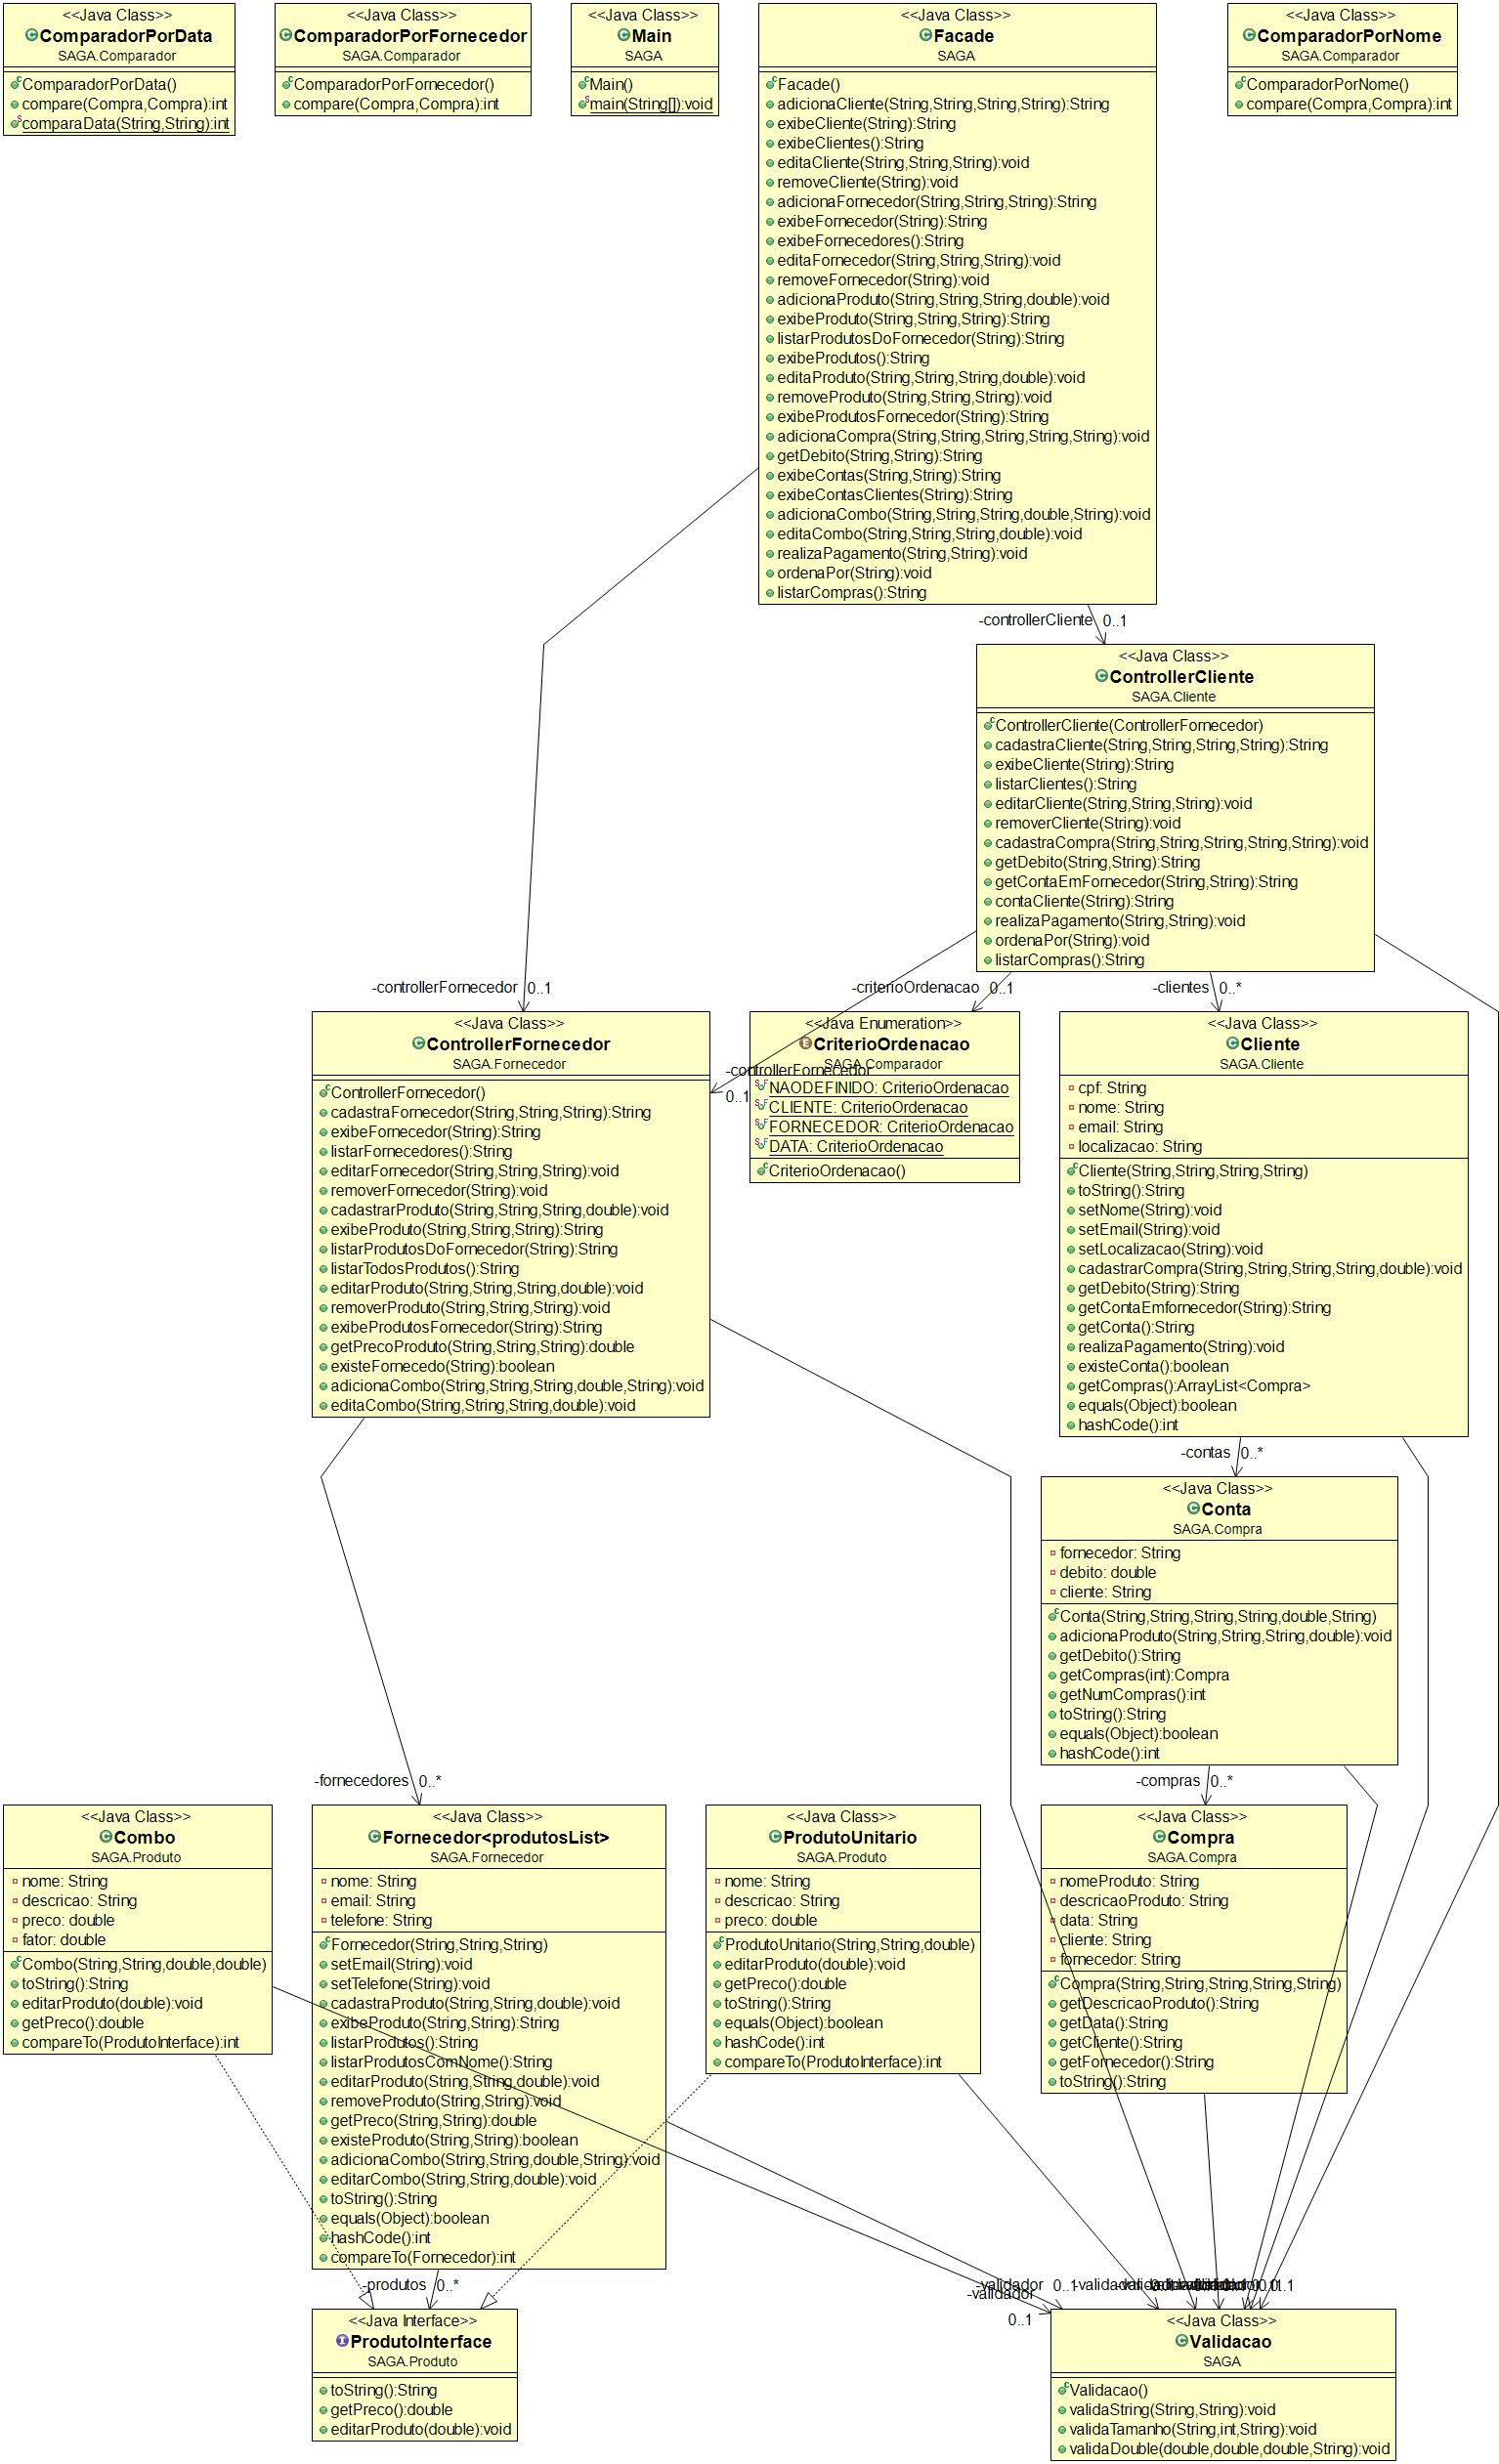 <<Java Class>>
ComparadorPorData
SAGA.Comparador
ComparadorPorData()
compare(Compra,Compra):int
comparaData(String,String):int
<<Java Class>>
ComparadorPorFornecedor
SAGA.Comparador
ComparadorPorFornecedor()
compare(Compra,Compra):int
<<Java Class>>
Main
SAGA
Main()
main(String[]):void
<<Java Class>>
Facade
SAGA
Facade()
adicionaCliente(String,String,String,String):String
exibeCliente(String):String
exibeClientes():String
editaCliente(String,String,String):void
removeCliente(String):void
adicionaFornecedor(String,String,String):String
exibeFornecedor(String):String
exibeFornecedores():String
editaFornecedor(String,String,String):void
removeFornecedor(String):void
adicionaProduto(String,String,String,double):void
exibeProduto(String,String,String):String
listarProdutosDoFornecedor(String):String
exibeProdutos():String
editaProduto(String,String,String,double):void
removeProduto(String,String,String):void
exibeProdutosFornecedor(String):String
adicionaCompra(String,String,String,String,String):void
getDebito(String,String):String
exibeContas(String,String):String
exibeContasClientes(String):String
adicionaCombo(String,String,String,double,String):void
editaCombo(String,String,String,double):void
realizaPagamento(String,String):void
ordenaPor(String):void
listarCompras():String
<<Java Class>>
ComparadorPorNome
SAGA.Comparador
ComparadorPorNome()
compare(Compra,Compra):int
-controllerCliente 0..1
<<Java Class>>
ControllerCliente
SAGA.Cliente
ControllerCliente(ControllerFornecedor)
cadastraCliente(String,String,String,String):String
exibeCliente(String):String
listarClientes():String
editarCliente(String,String,String):void
removerCliente(String):void
cadastraCompra(String,String,String,String,String):void
getDebito(String,String):String
getContaEmFornecedor(String,String):String
contaCliente(String):String
realizaPagamento(String,String):void
ordenaPor(String):void
listarCompras():String
-controllerFornecedor 0..1
-criterioOrdenacao 0..1
-clientes 0..*
<<Java Class>>
ControllerFornecedor
SAGA.Fornecedor
ControllerFornecedor()
cadastraFornecedor(String,String,String):String
exibeFornecedor(String):String
listarFornecedores():String
editarFornecedor(String,String,String):void
removerFornecedor(String):void
cadastrarProduto(String,String,String,double):void
exibeProduto(String,String,String):String
listarProdutosDoFornecedor(String):String
listarTodosProdutos():String
editarProduto(String,String,String,double):void
removerProduto(String,String,String):void
exibeProdutosFornecedor(String):String
getPrecoProduto(String,String,String):double
existeFornecedo(String):boolean
adicionaCombo(String,String,String,double,String):void
editaCombo(String,String,String,double):void
-controllerFornecedor
0..1
<<Java Enumeration>>
CriterioOrdenacao
SAGA.Comparador
NAODEFINIDO: CriterioOrdenacao
CLIENTE: CriterioOrdenacao
FORNECEDOR: CriterioOrdenacao
DATA: CriterioOrdenacao
CriterioOrdenacao()
<<Java Class>>
Cliente
SAGA.Cliente
cpf: String
nome: String
email: String
localizacao: String
Cliente(String,String,String,String)
toString():String
setNome(String):void
setEmail(String):void
setLocalizacao(String):void
cadastrarCompra(String,String,String,String,double):void
getDebito(String):String
getContaEmfornecedor(String):String
getConta():String
realizaPagamento(String):void
existeConta():boolean
getCompras():ArrayList<Compra>
equals(Object):boolean
hashCode():int
-contas 0..*
<<Java Class>>
Conta
SAGA.Compra
fornecedor: String
debito: double
cliente: String
Conta(String,String,String,String,double,String)
adicionaProduto(String,String,String,double):void
getDebito():String
getCompras(int):Compra
getNumCompras():int
toString():String
equals(Object):boolean
hashCode():int
-fornecedores 0..*
-compras 0..*
<<Java Class>>
Combo
SAGA.Produto
nome: String
descricao: String
preco: double
fator: double
Combo(String,String,double,double)
toString():String
editarProduto(double):void
getPreco():double
compareTo(ProdutoInterface):int
<<Java Class>>
Fornecedor<produtosList>
SAGA.Fornecedor
nome: String
email: String
telefone: String
Fornecedor(String,String,String)
setEmail(String):void
setTelefone(String):void
cadastraProduto(String,String,double):void
exibeProduto(String,String):String
listarProdutos():String
listarProdutosComNome():String
editarProduto(String,String,double):void
removeProduto(String,String):void
getPreco(String,String):double
existeProduto(String,String):boolean
adicionaCombo(String,String,double,String):void
editarCombo(String,String,double):void
toString():String
equals(Object):boolean
hashCode():int
compareTo(Fornecedor):int
<<Java Class>>
ProdutoUnitario
SAGA.Produto
nome: String
descricao: String
preco: double
ProdutoUnitario(String,String,double)
editarProduto(double):void
getPreco():double
toString():String
equals(Object):boolean
hashCode():int
compareTo(ProdutoInterface):int
<<Java Class>>
Compra
SAGA.Compra
nomeProduto: String
descricaoProduto: String
data: String
cliente: String
fornecedor: String
Compra(String,String,String,String,String)
getDescricaoProduto():String
getData():String
getCliente():String
getFornecedor():String
toString():String
-produtos 0..*
-validador 0..1
-validador
0..1
<<Java Interface>>
ProdutoInterface
SAGA.Produto
toString():String
getPreco():double
editarProduto(double):void
<<Java Class>>
Validacao
SAGA
Validacao()
validaString(String,String):void
validaTamanho(String,int,String):void
validaDouble(double,double,double,String):void